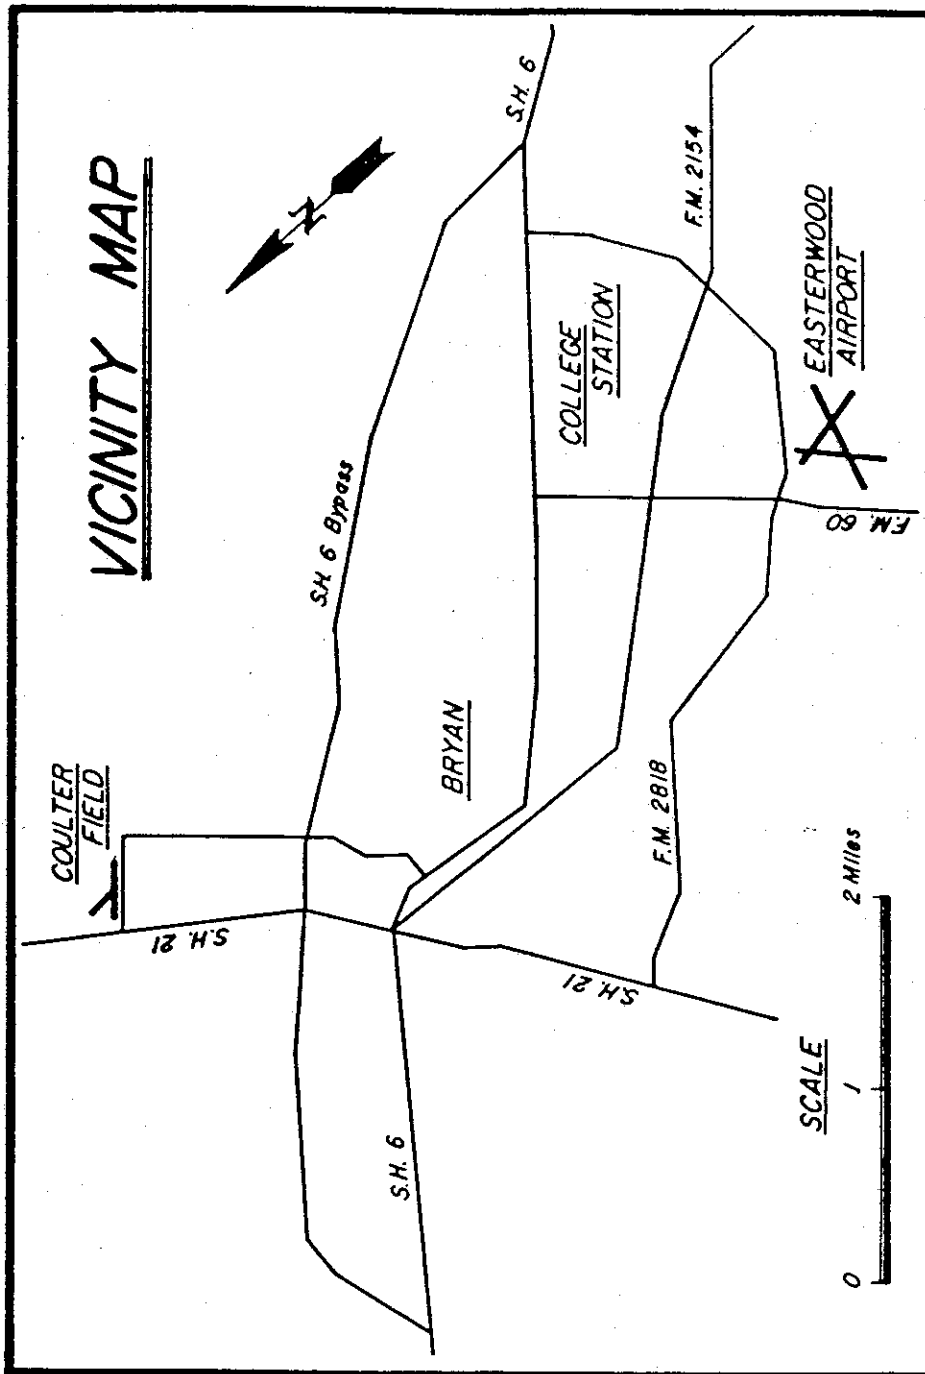 VICINITY MAP
N
COULTER
FIELD
S.H. 21
S.H. 6 Bypass
S.H. 6
BRYAN
COLLEGE
STATION
F.M. 2154
EASTERWOOD
AIRPORT
F.M. 60
F.M. 2818
S.H. 21
S.H. 6
SCALE
0
1
2 Miles